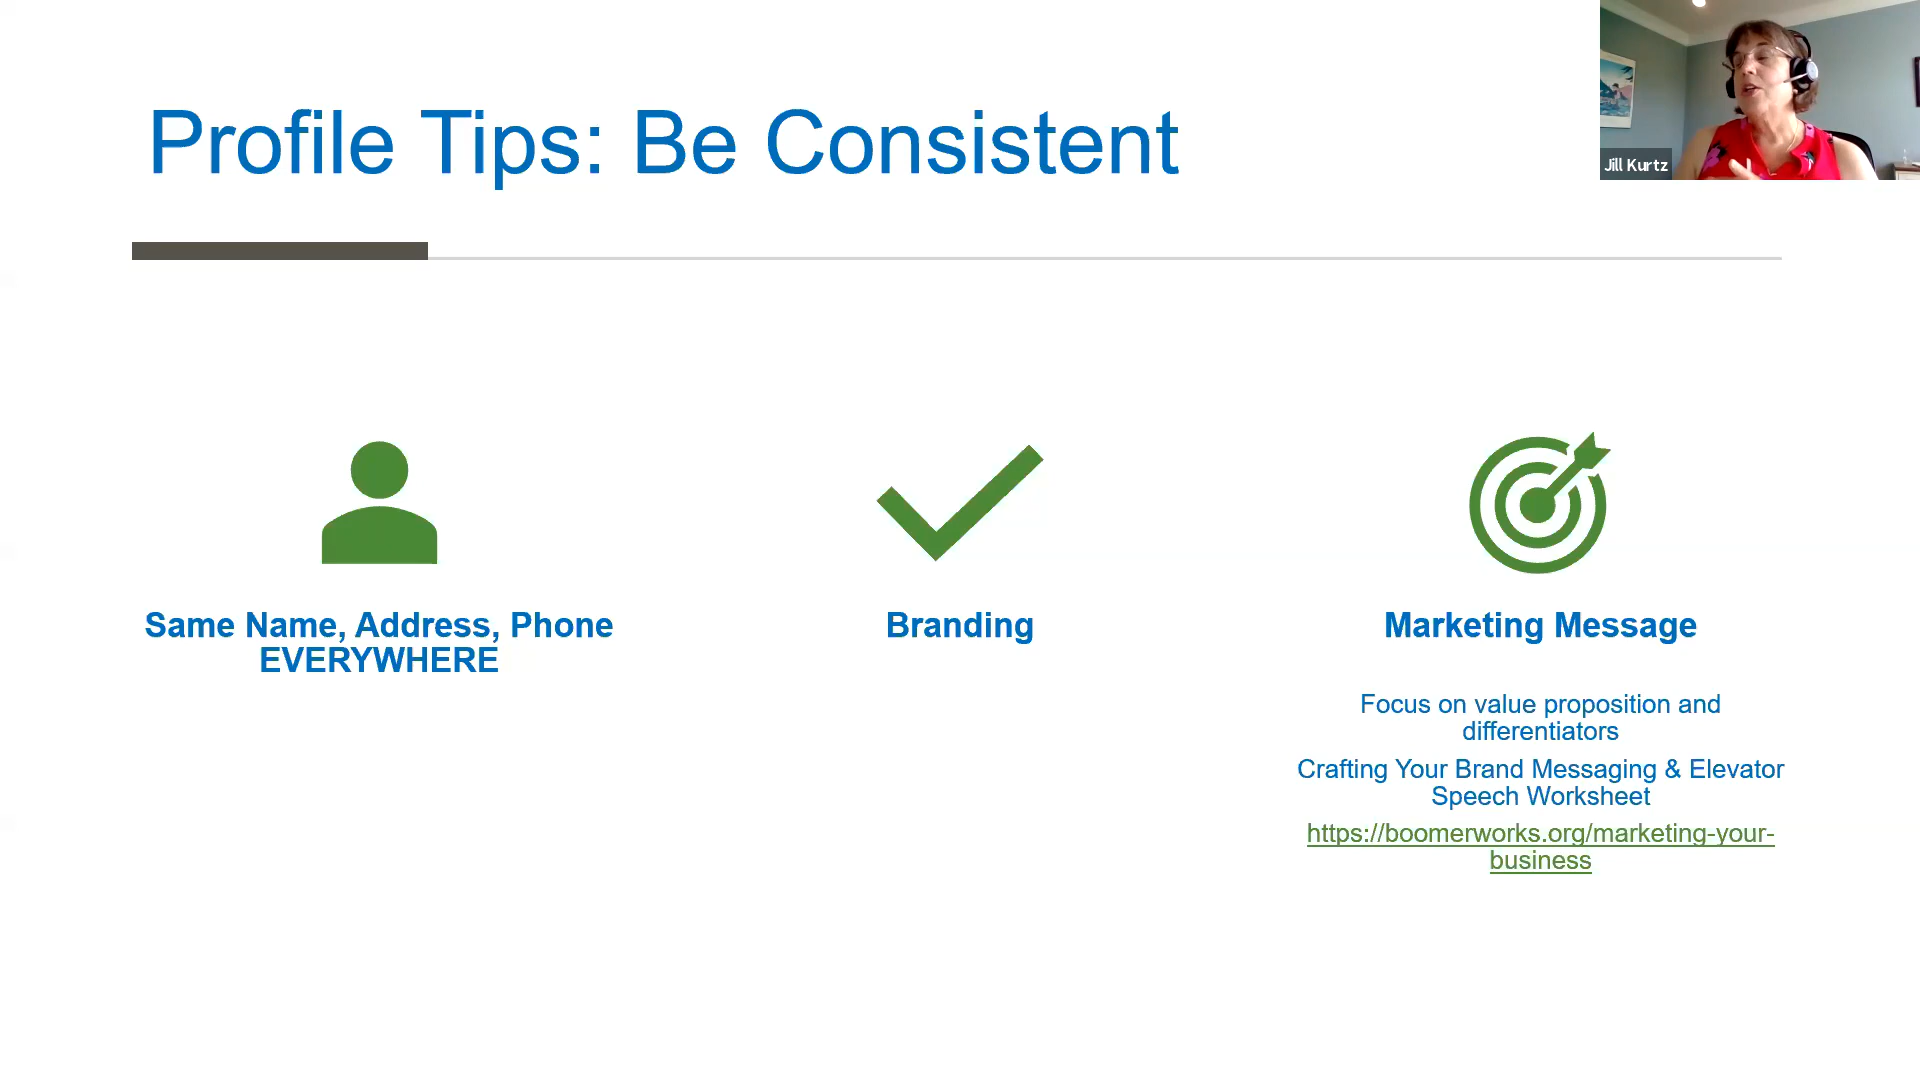 Profile Tips: Be Consistent
Jill Kurtz
Same Name, Address, Phone
EVERYWHERE
Branding
Marketing Message
Focus on value proposition and
differentiators
Crafting Your Brand Messaging & Elevator
Speech Worksheet
https://boomerworks.org/marketing-your-
business